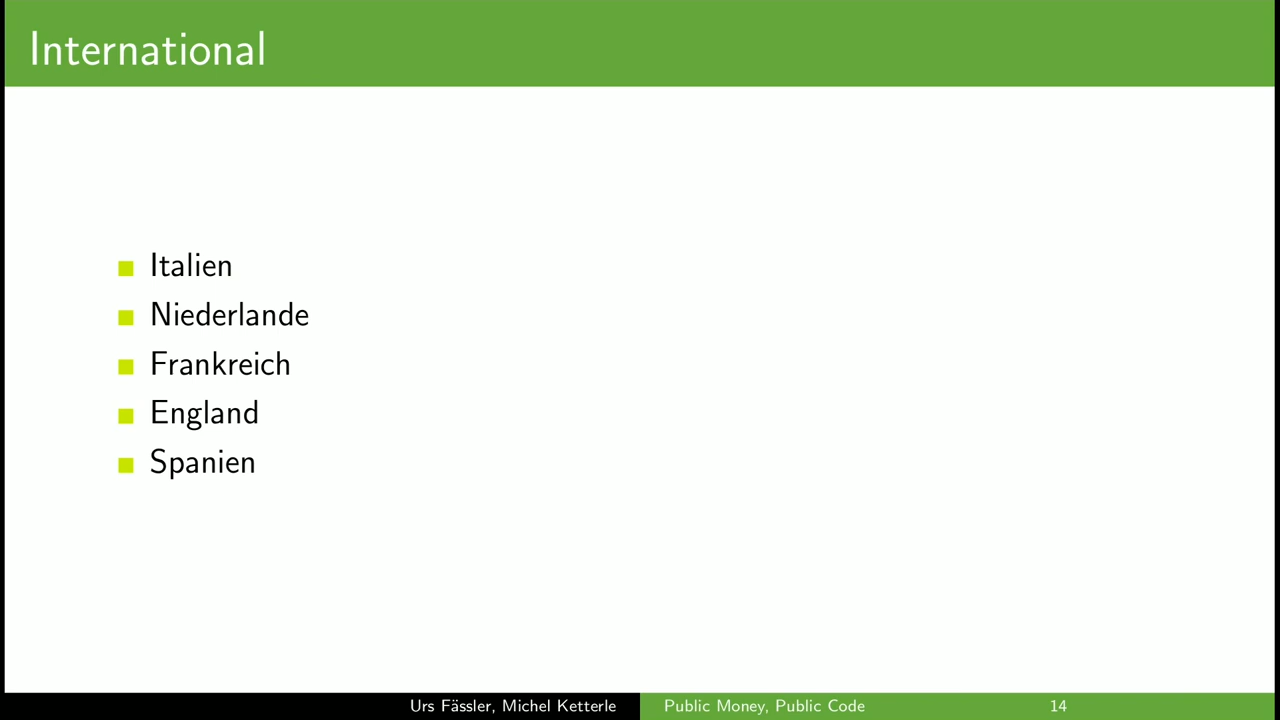 International
Italien
Niederlande
Frankreich
England
Spanien
Urs Fässler, Michel Ketterle
Public Money, Public Code
14